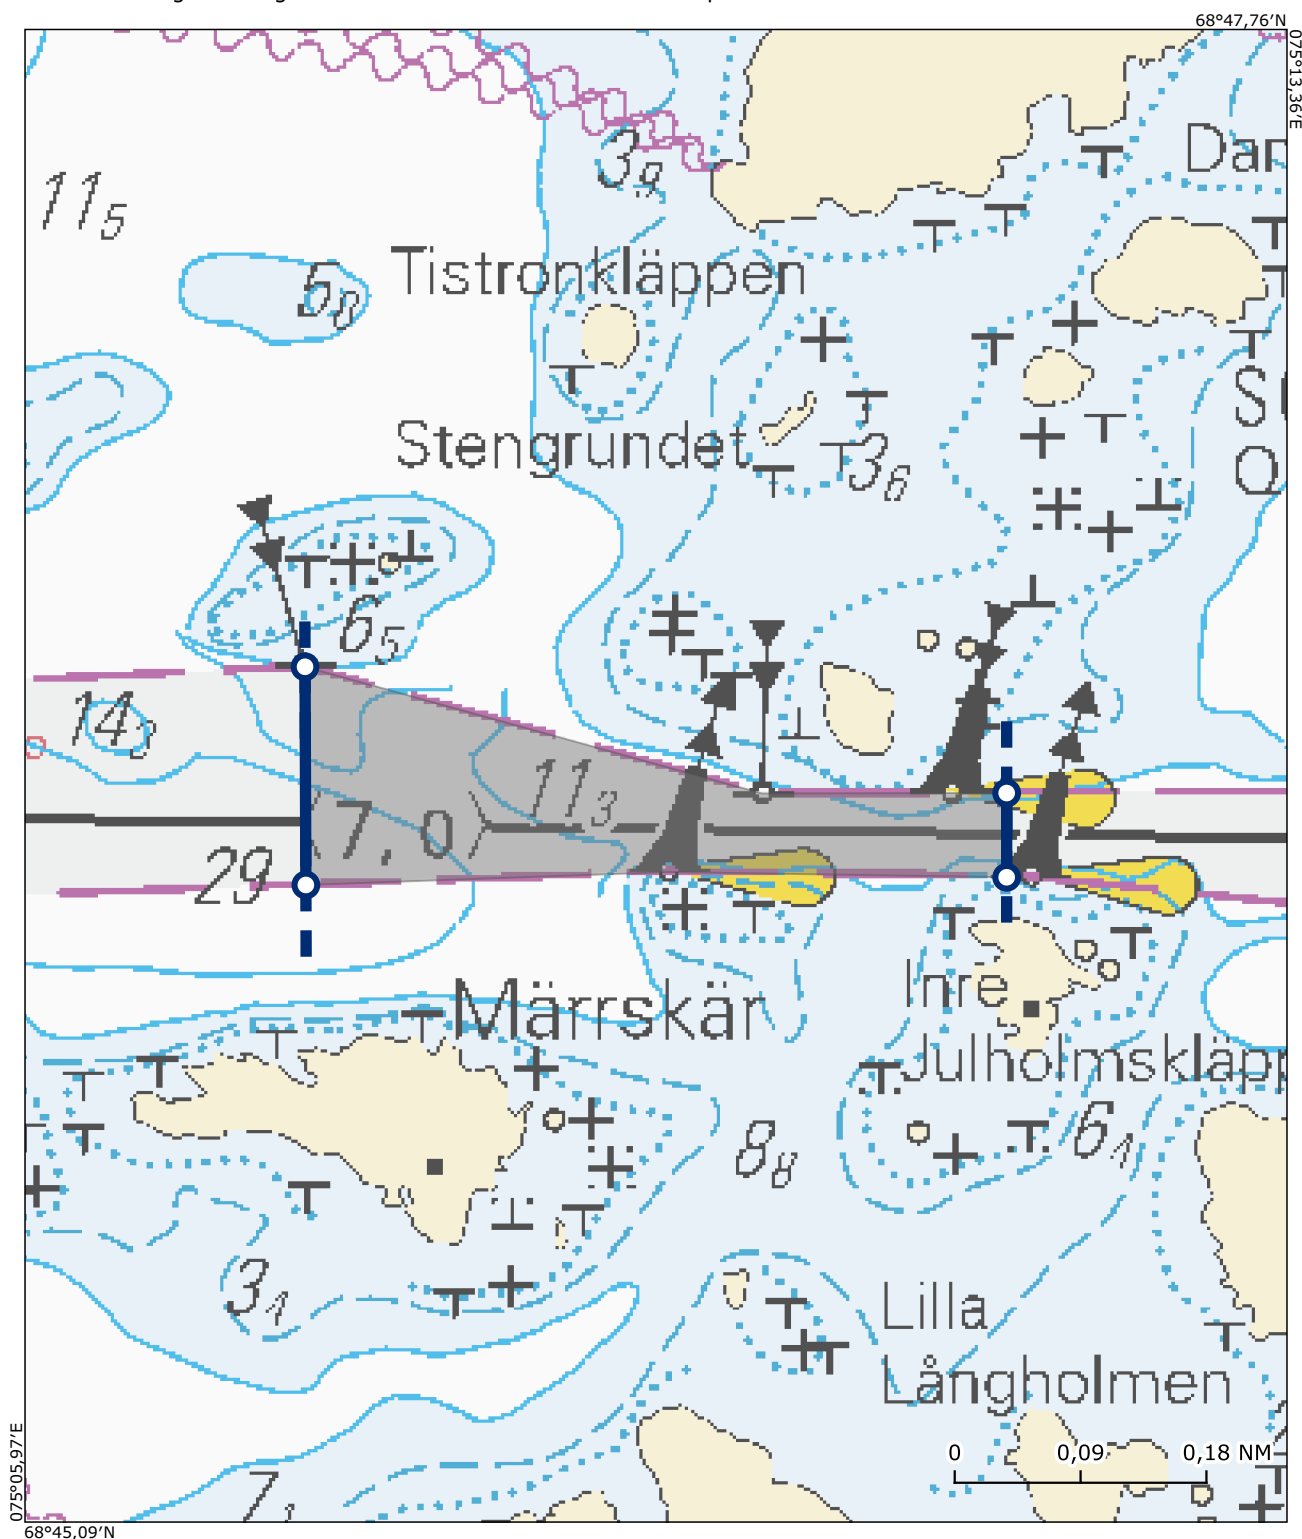 68°47,76'N
075°13,36'E
Dar
3₉
11₅
Tistronkläppen
5₈
S
Stengrundet
3₆
Q
6₅
14₃
11₃
(7,0)
29
Inre
Märrskär
Julholmskläpp
6₁
8₈
3₁
Lilla
Långholmen
0 0,09 0,18 NM
7
075°05,97'E
68°45,09'N